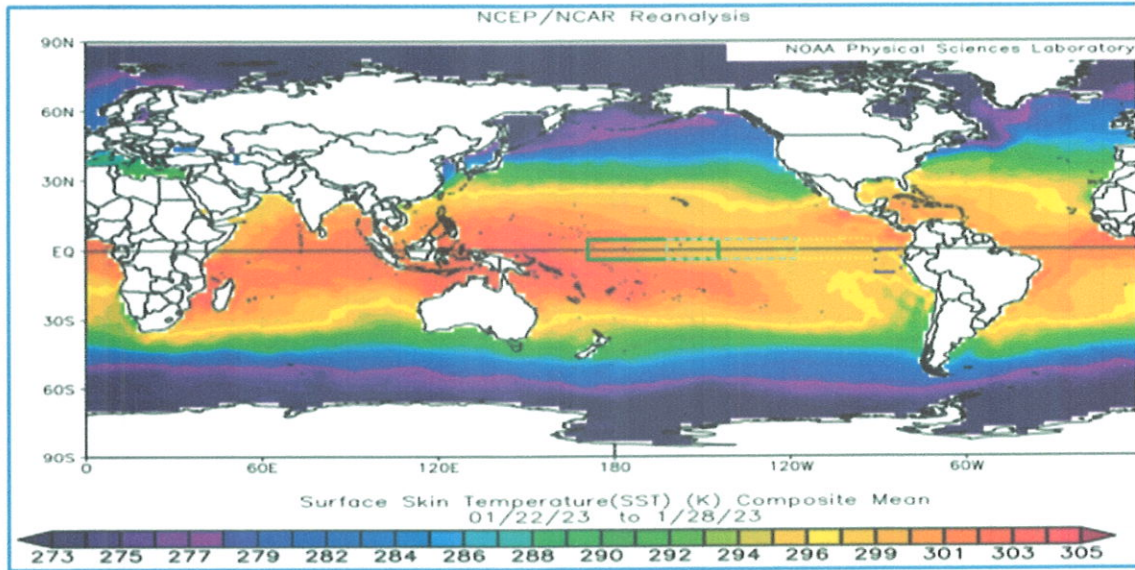 NCEP/NCAR Reanalysis
NOAA Physical Sciences Laboratory
90N
60N
30N
EQ
30S
60S
90S
0 60E 120E 180 120W 60W
Surface Skin Temperature(SST) (K) Composite Mean
01/22/23 to 1/28/23
273 275 277 279 282 284 286 288 290 292 294 296 299 301 303 305